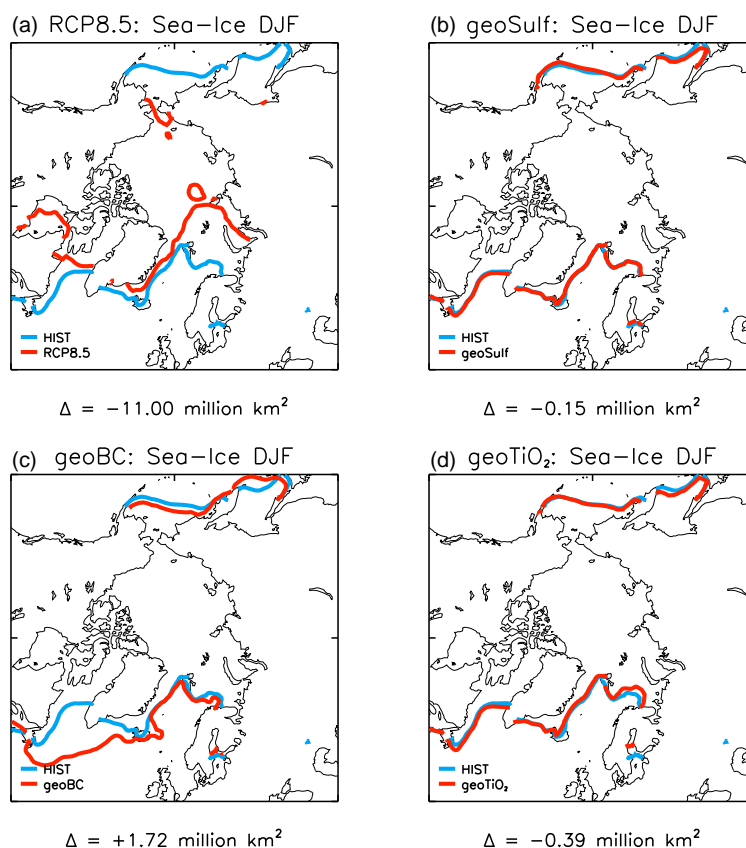 (a) RCP8.5: Sea-Ice DJF
HIST
RCP8.5
Δ = -11.00 million km²
(b) geoSulf: Sea-Ice DJF
HIST
geoSulf
Δ = -0.15 million km²
(c) geoBC: Sea-Ice DJF
HIST
geoBC
Δ = +1.72 million km²
(d) geoTiO₂: Sea-Ice DJF
HIST
geoTiO₂
Δ = -0.39 million km²